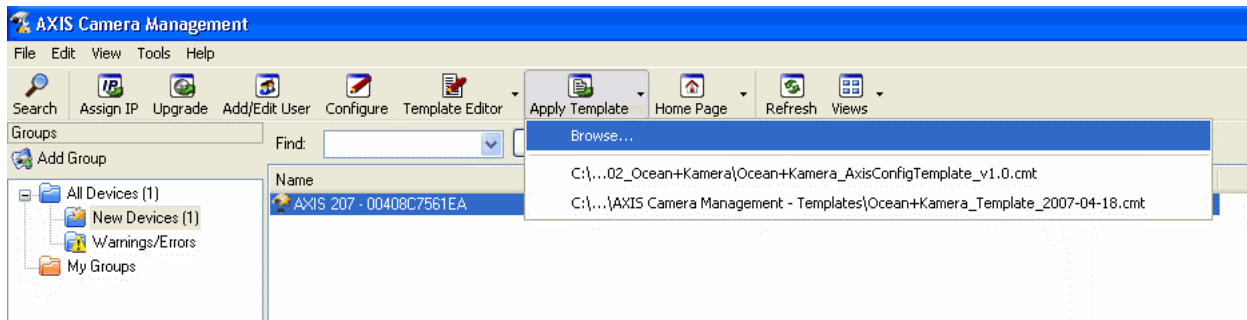 AXIS Camera Management
File Edit View Tools Help
Search Assign IP Upgrade Add/Edit User Configure Template Editor Apply Template Home Page Refresh Views
Groups
Find:
Browse...
Add Group
C:\...02_Ocean+Kamera\Ocean+Kamera_AxisConfigTemplate_v1.0.cmt
Name
All Devices (1)
AXIS 207 - 00408C7561EA
C:\...\AXIS Camera Management - Templates\Ocean+Kamera_Template_2007-04-18.cmt
New Devices (1)
Warnings/Errors
My Groups